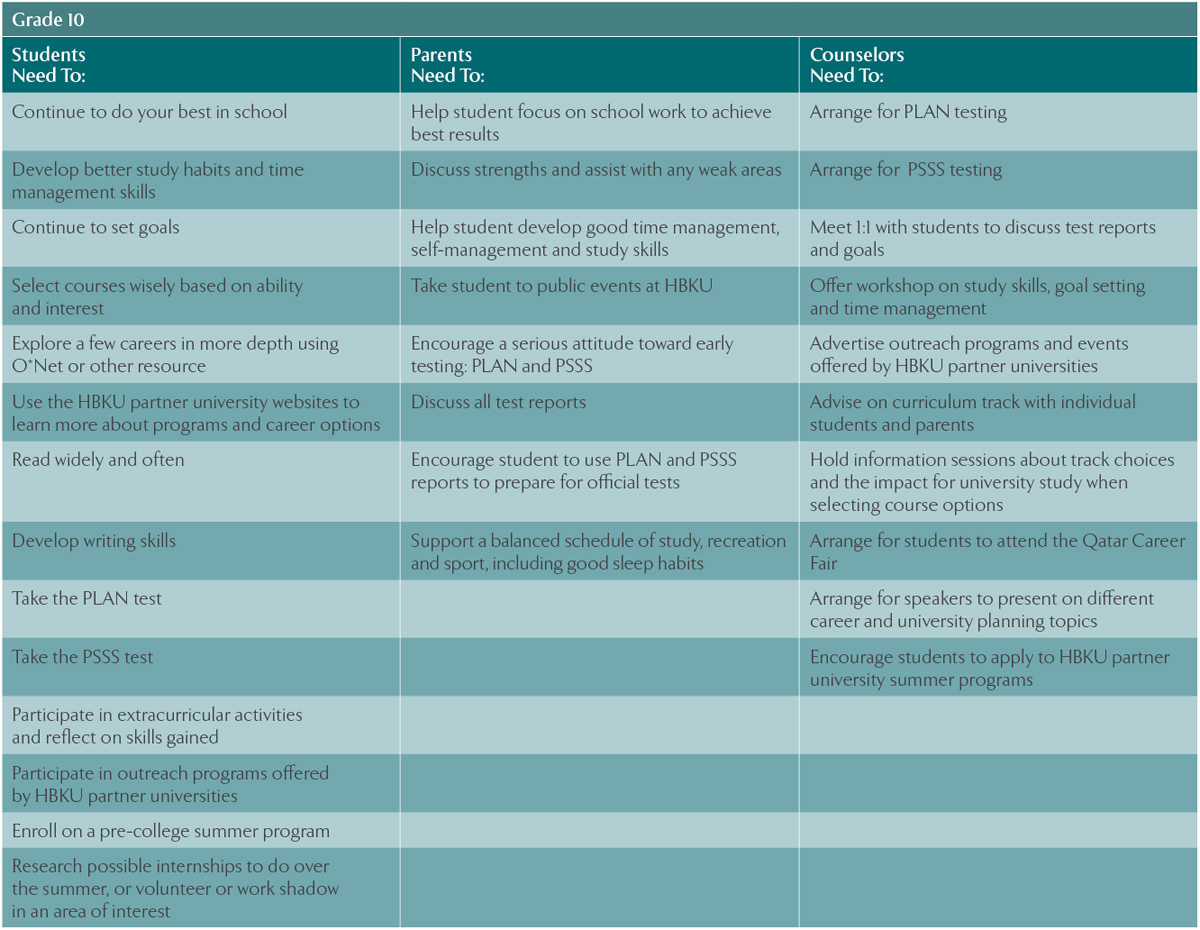 Grade 10
Students
Need To:
Parents
Need To:
Counselors
Need To:
Continue to do your best in school
Help student focus on school work to achieve
best results
Arrange for PLAN testing
Develop better study habits and time
management skills
Discuss strengths and assist with any weak areas
Arrange for PSSS testing
Continue to set goals
Help student develop good time management,
self-management and study skills
Meet 1:1 with students to discuss test reports
and goals
Select courses wisely based on ability
and interest
Take student to public events at HBKU
Offer workshop on study skills, goal setting
and time management
Explore a few careers in more depth using
O*Net or other resource
Encourage a serious attitude toward early
testing: PLAN and PSSS
Advertise outreach programs and events
offered by HBKU partner universities
Use the HBKU partner university websites to
learn more about programs and career options
Discuss all test reports
Advise on curriculum track with individual
students and parents
Read widely and often
Encourage student to use PLAN and PSSS
reports to prepare for official tests
Hold information sessions about track choices
and the impact for university study when
selecting course options
Develop writing skills
Support a balanced schedule of study, recreation
and sport, including good sleep habits
Arrange for students to attend the Qatar Career
Fair
Take the PLAN test
Arrange for speakers to present on different
career and university planning topics
Take the PSSS test
Encourage students to apply to HBKU partner
university summer programs
Participate in extracurricular activities
and reflect on skills gained
Participate in outreach programs offered
by HBKU partner universities
Enroll on a pre-college summer program
Research possible internships to do over
the summer, or volunteer or work shadow
in an area of interest